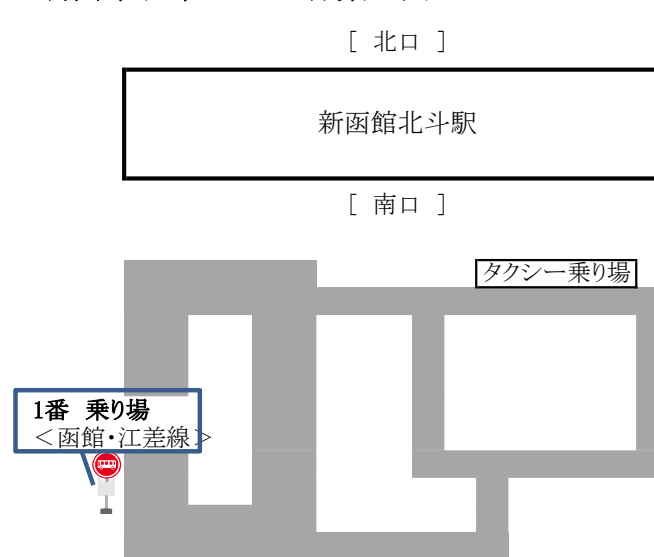 [ 北口 ]
新函館北斗駅
[ 南口 ]
タクシー乗り場
1番 乗り場
＜函館・江差線＞